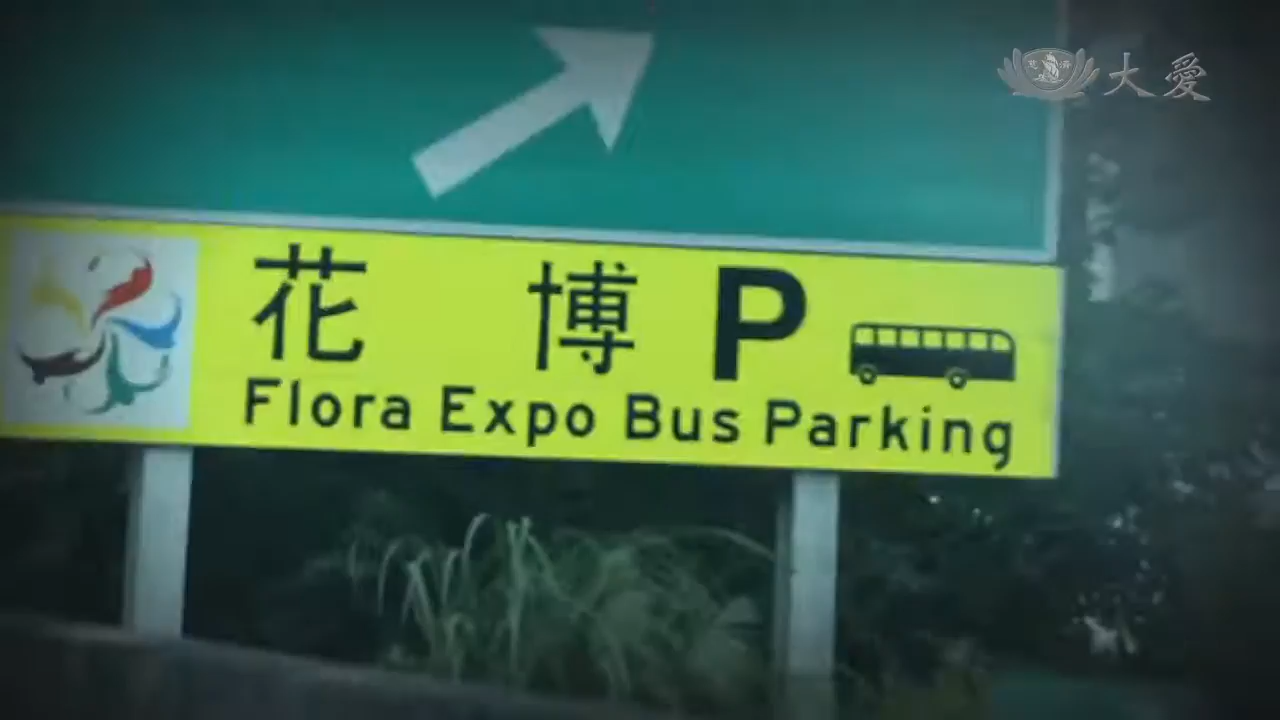 大愛
花 博 P
Flora Expo Bus Parking